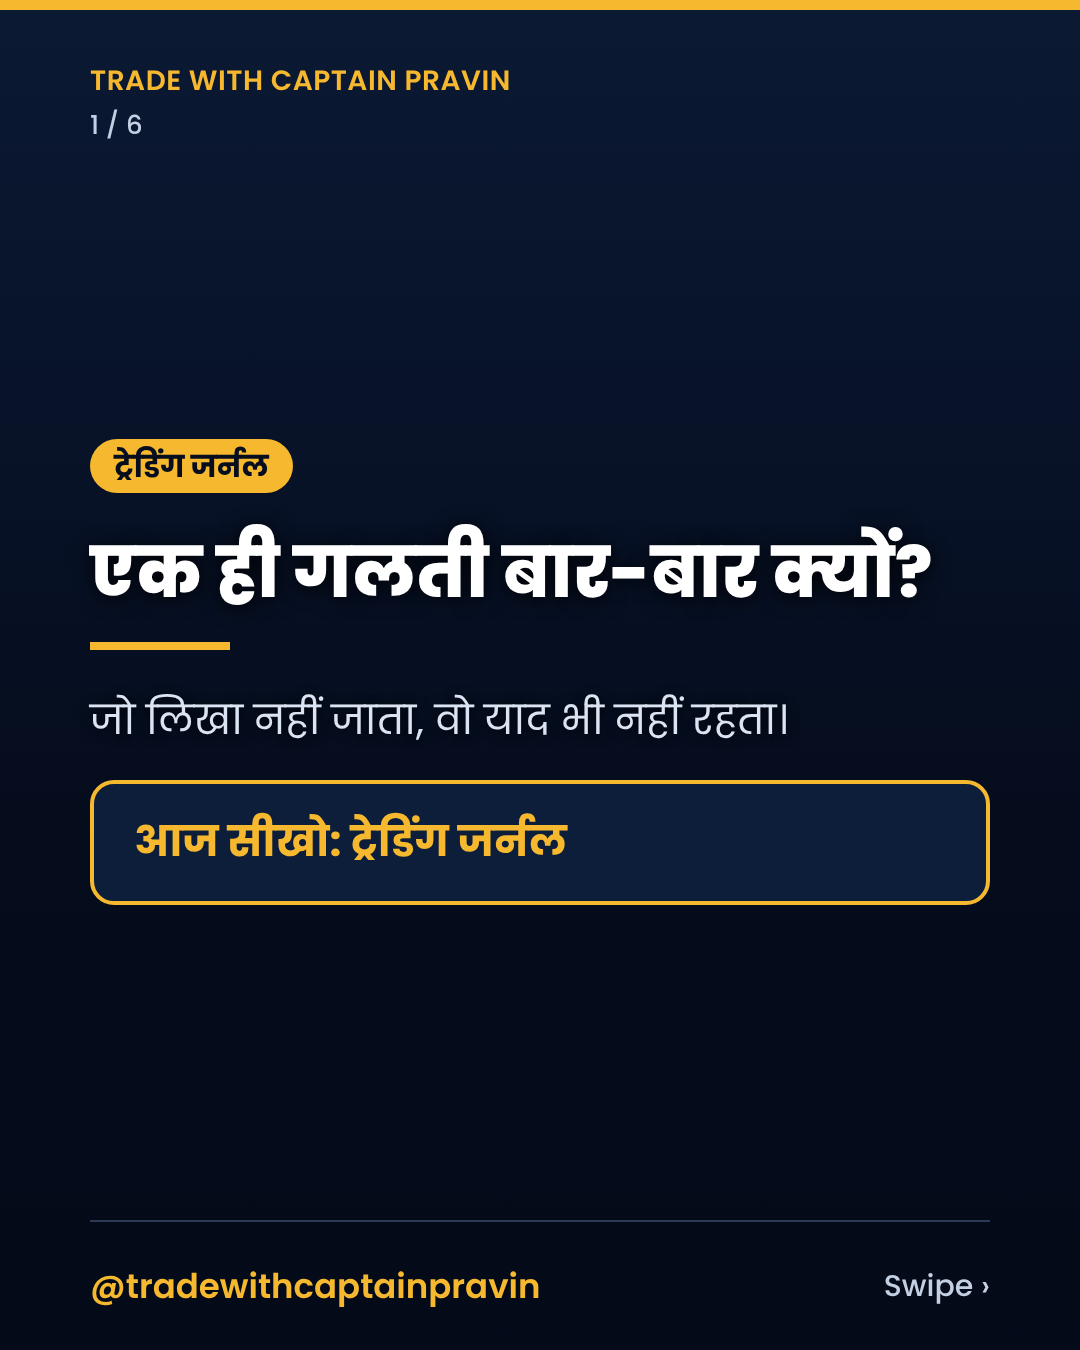 TRADE WITH CAPTAIN PRAVIN
1 / 6
ट्रेडिंग जर्नल
एक ही गलती बार-बार क्यों?
जो लिखा नहीं जाता, वो याद भी नहीं रहता।
आज सीखो: ट्रेडिंग जर्नल
@tradewithcaptainpravin
Swipe ›